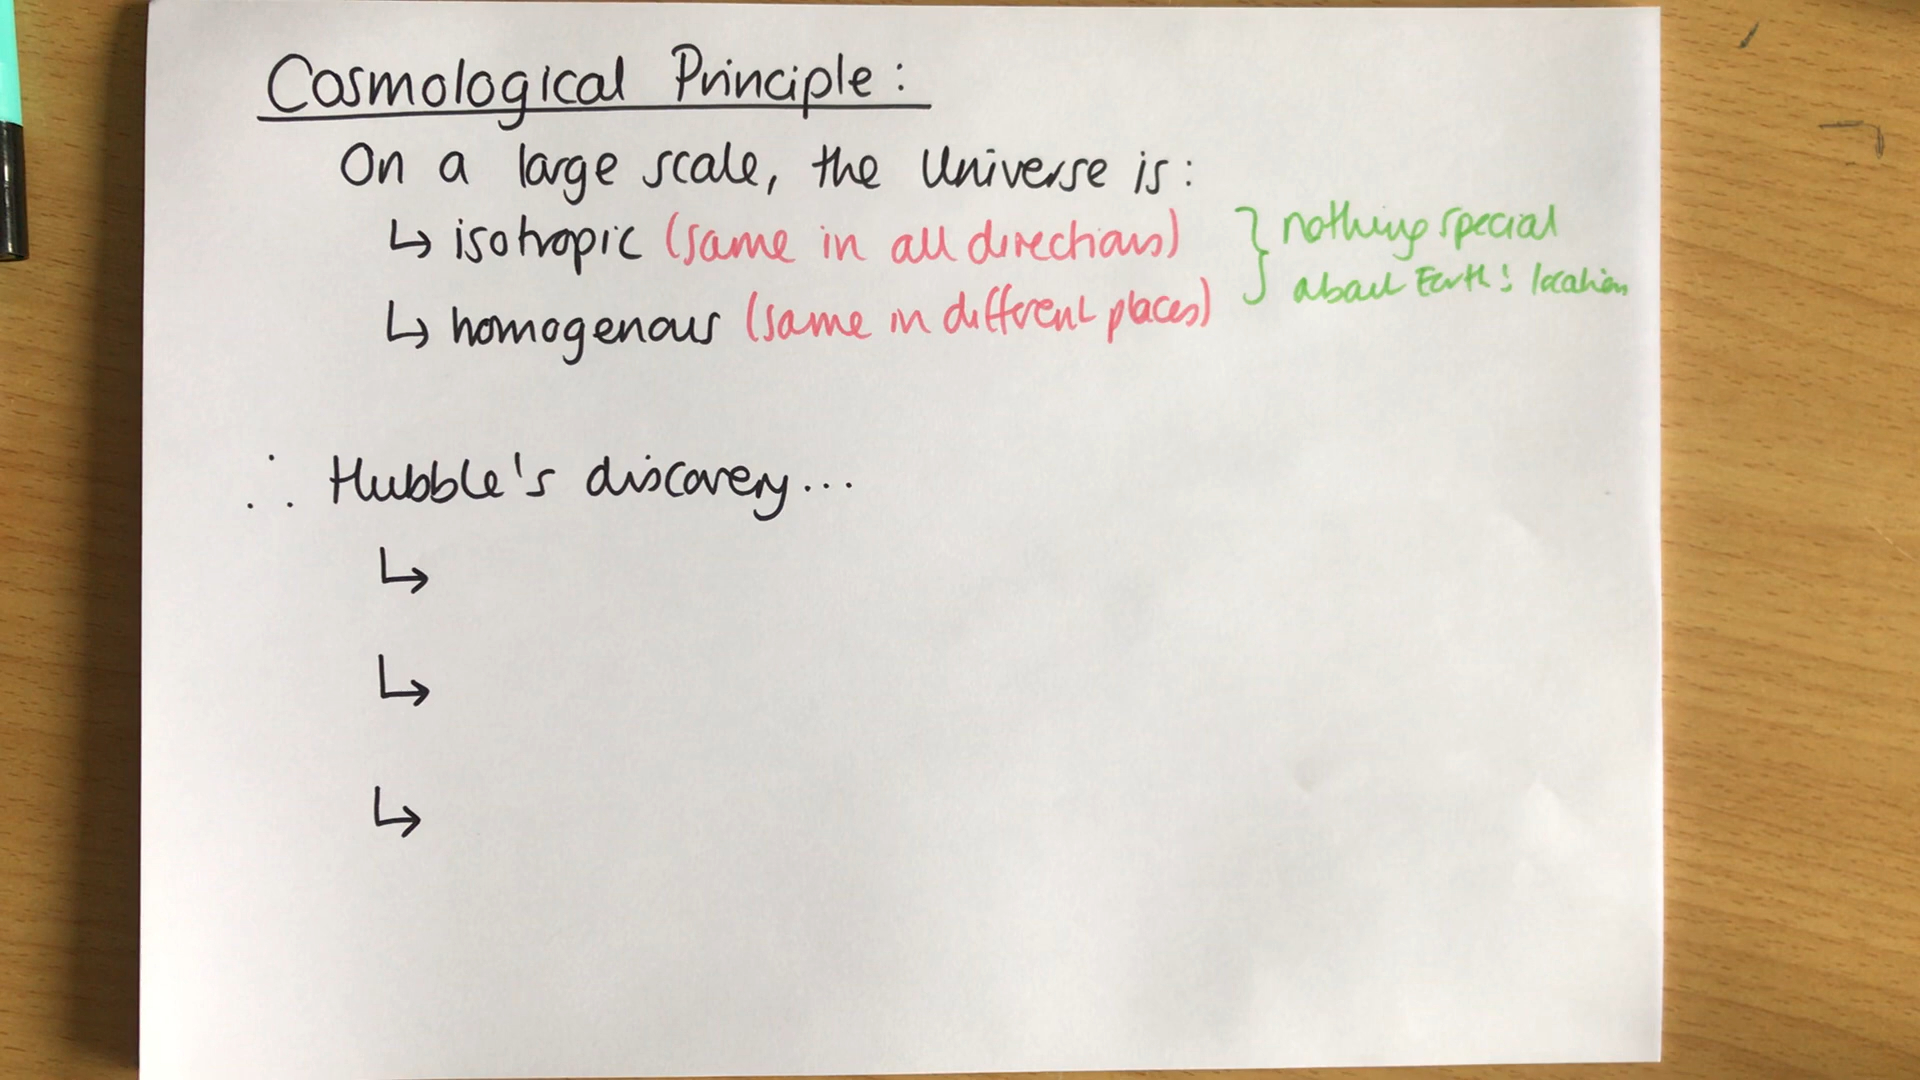 Cosmological Principle:
On a large scale, the Universe is:
↳ isotropic (same in all directions)
↳ homogenous (same in different places)
} nothing special
about Earth's location
∴ Hubble's discovery...
↳
↳
↳